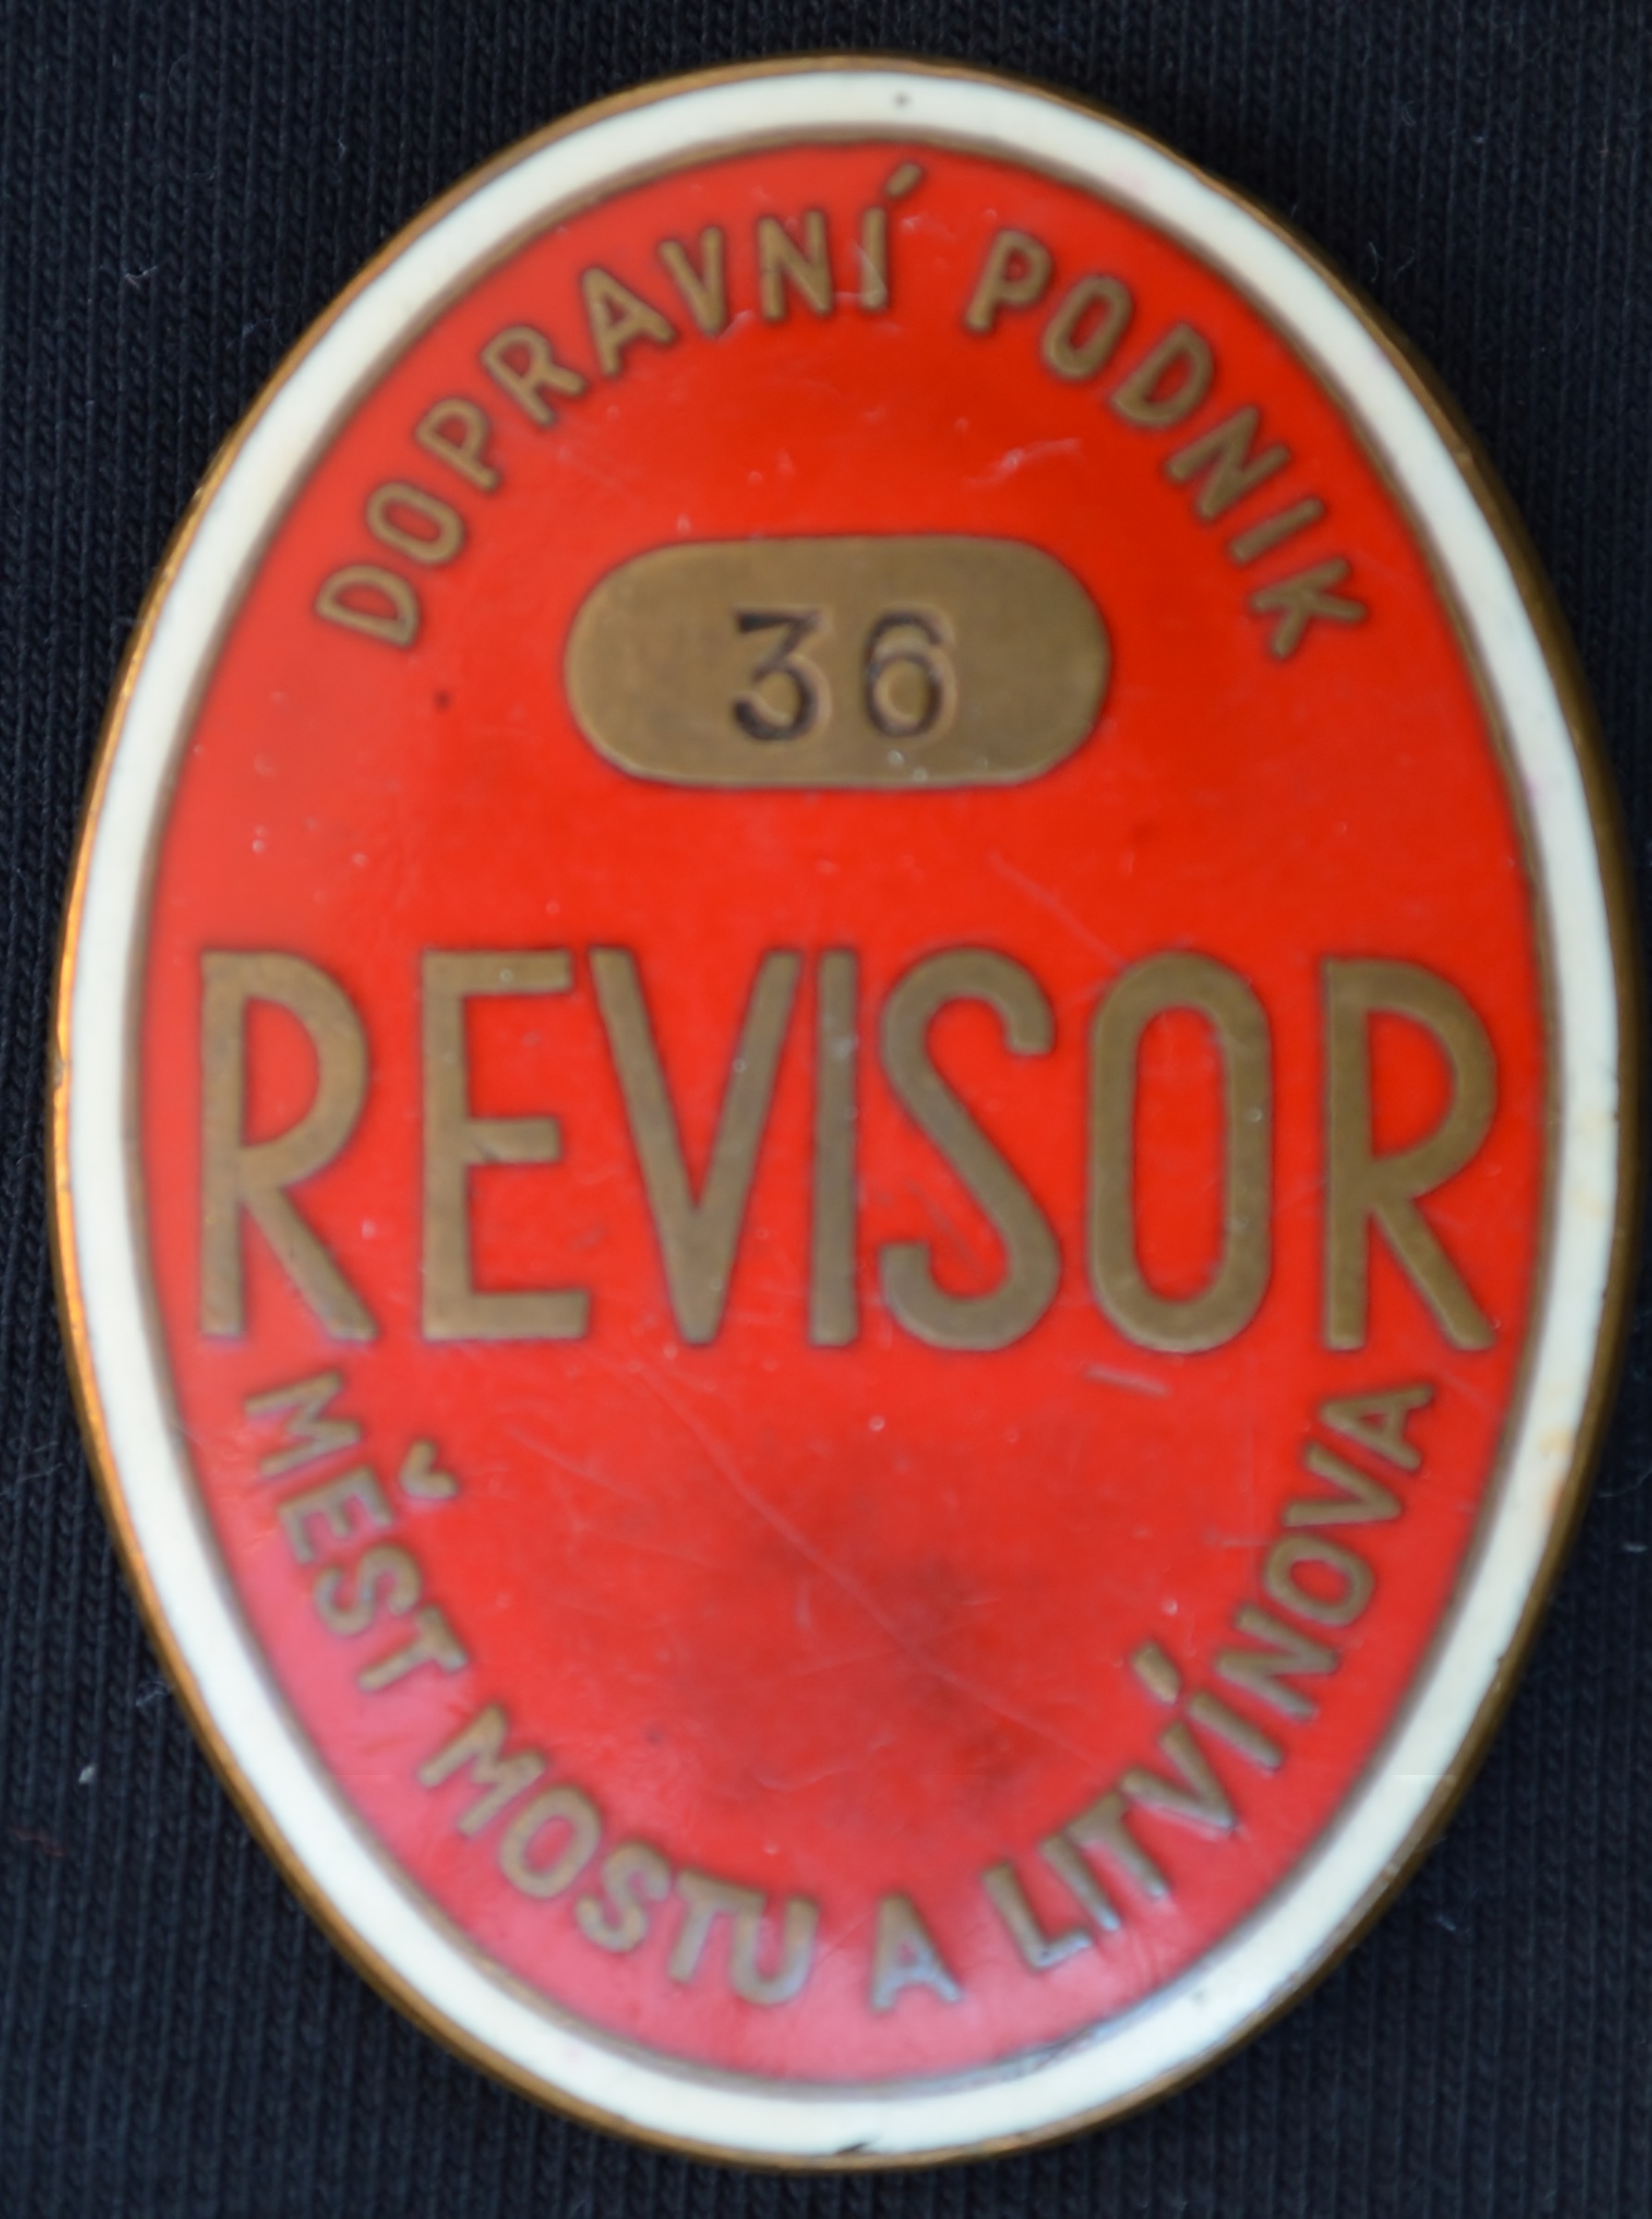 DOPRAVNÍ PODNIK
36
REVISOR
MĚST MOSTU A LITVÍNOVA